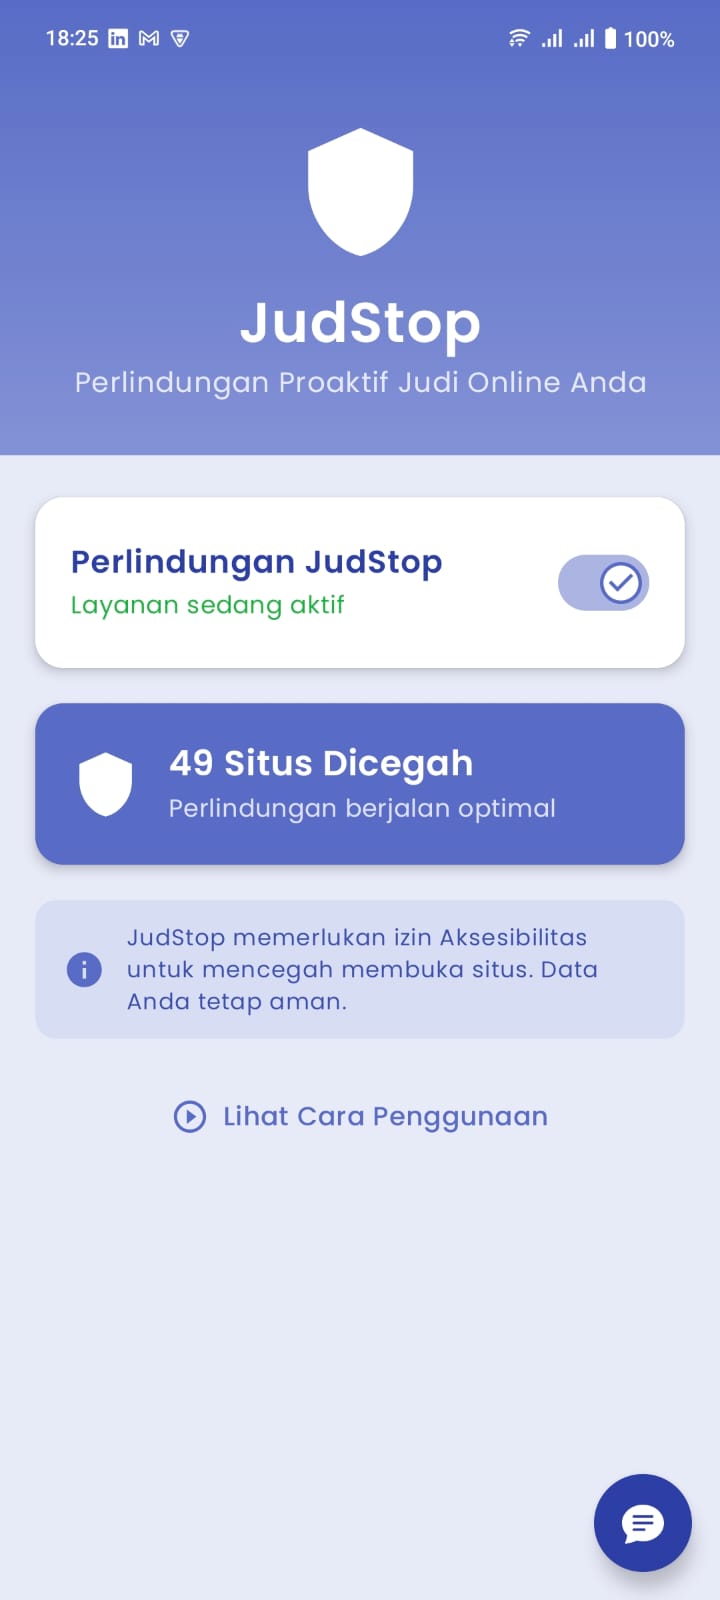 18:25 100%
JudStop
Perlindungan Proaktif Judi Online Anda
Perlindungan JudStop
Layanan sedang aktif
49 Situs Dicegah
Perlindungan berjalan optimal
JudStop memerlukan izin Aksesibilitas
untuk mencegah membuka situs. Data
Anda tetap aman.
Lihat Cara Penggunaan